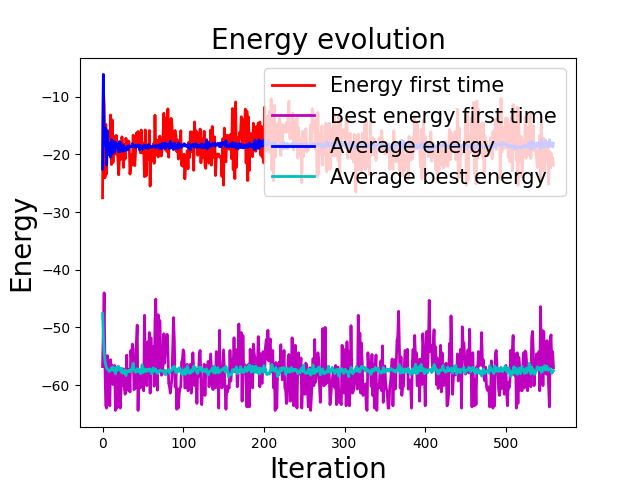 Energy evolution
Energy first time
Best energy first time
Average energy
Average best energy
Energy
−10
−20
−30
−40
−50
−60
0 100 200 300 400 500
Iteration